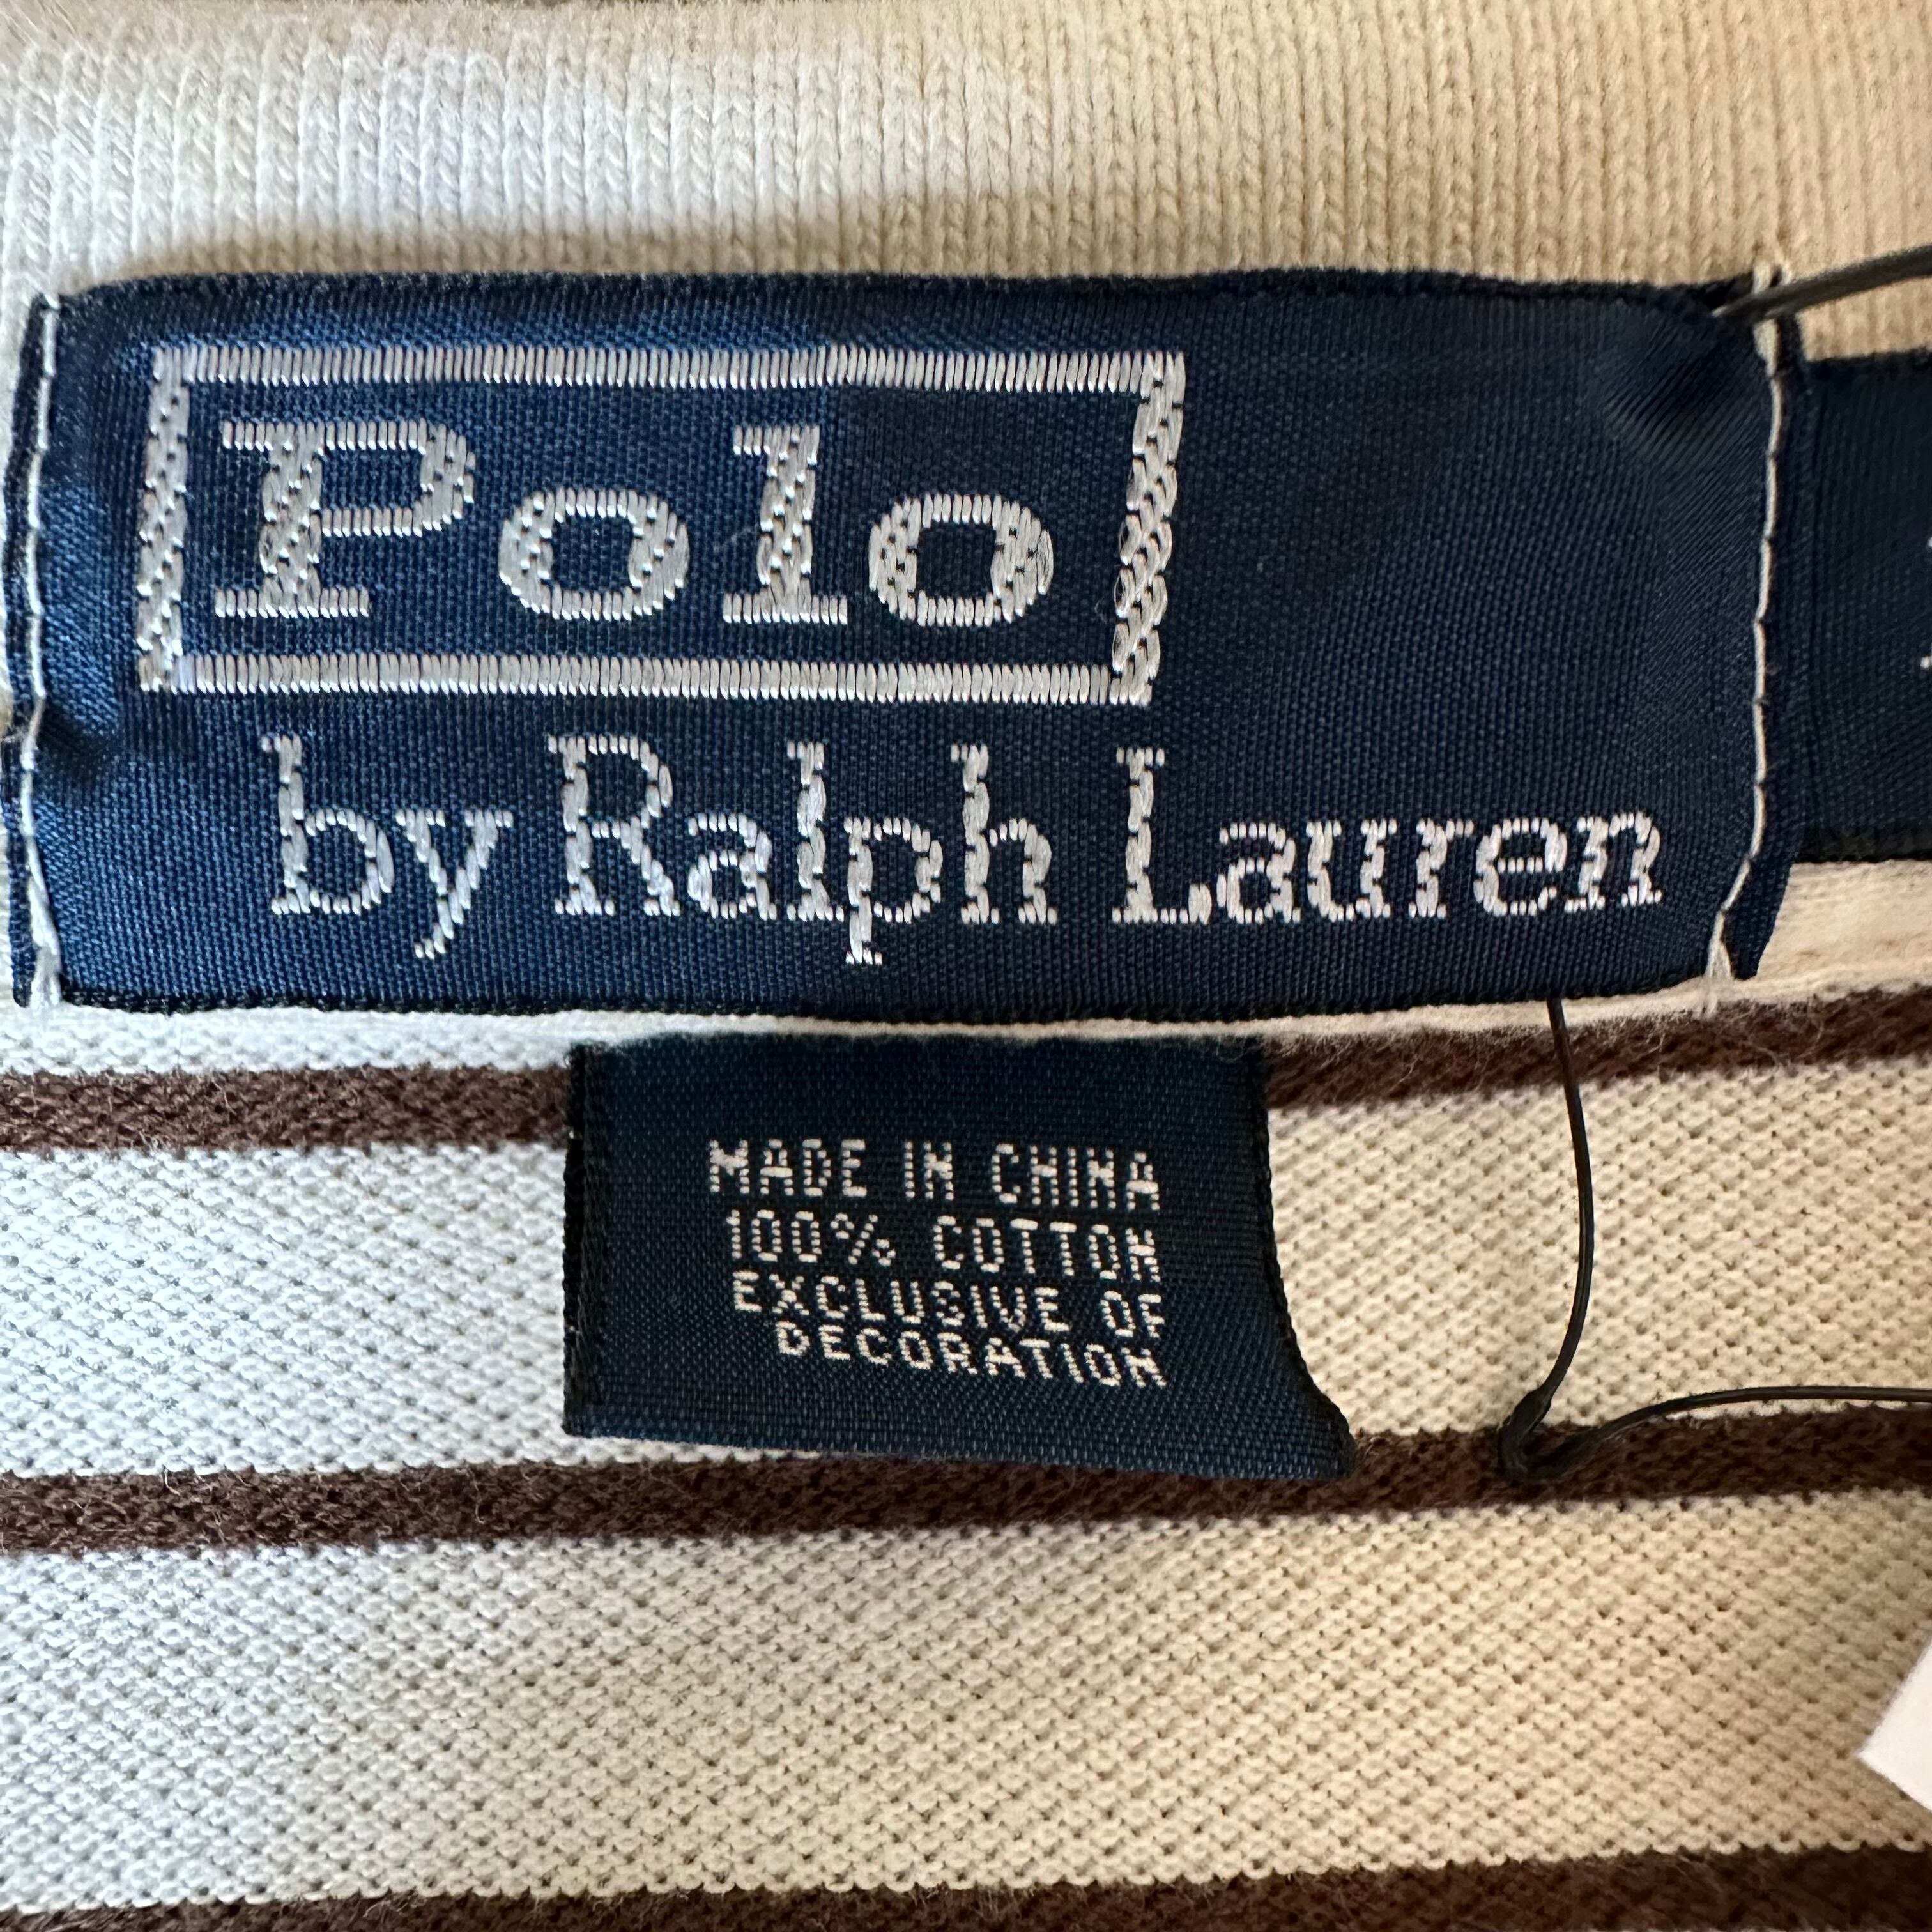 Polo
by Ralph Lauren
MADE IN CHINA
100% COTTON
EXCLUSIVE OF
DECORATION